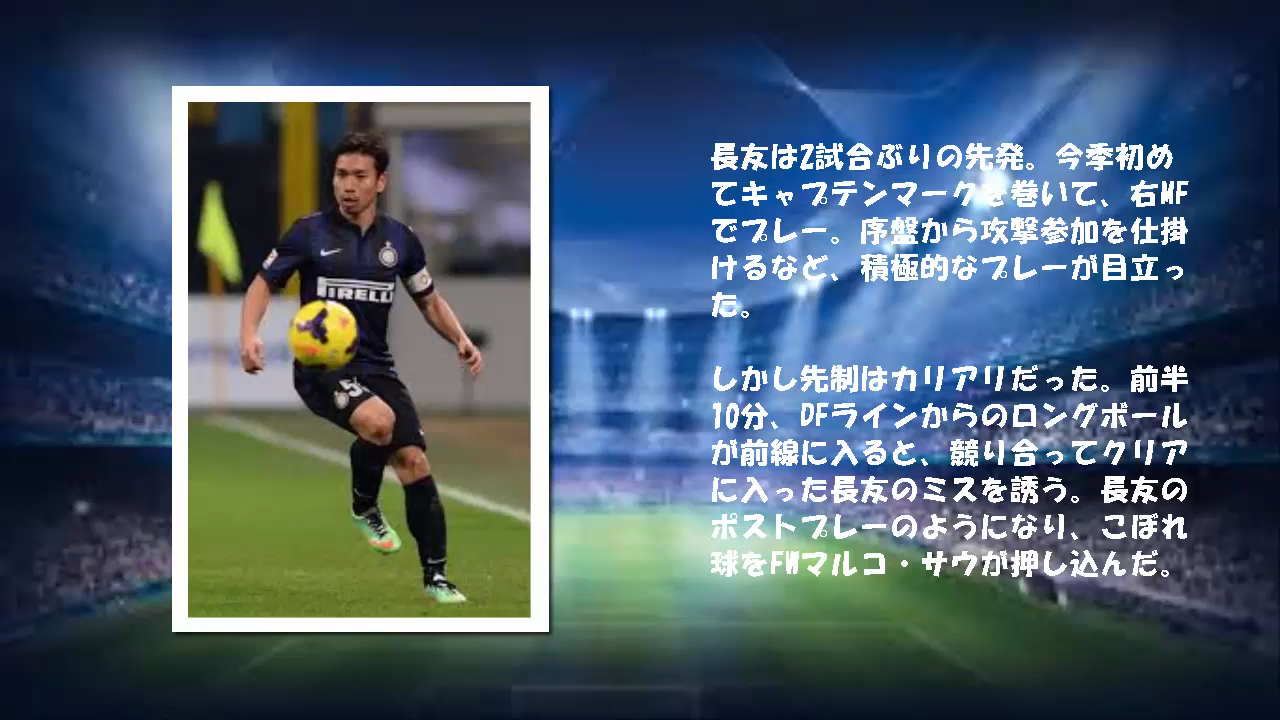 長友は2試合ぶりの先発。今季初め
てキャプテンマークを巻いて、右MF
でプレー。序盤から攻撃参加を仕掛
けるなど、積極的なプレーが目立っ
た。
しかし先制はカリアリだった。前半
10分、DFラインからのロングボール
が前線に入ると、競り合ってクリア
に入った長友のミスを誘う。長友の
ポストプレーのようになり、こぼれ
球をFWマルコ・サウが押し込んだ。
PIRELLI
5